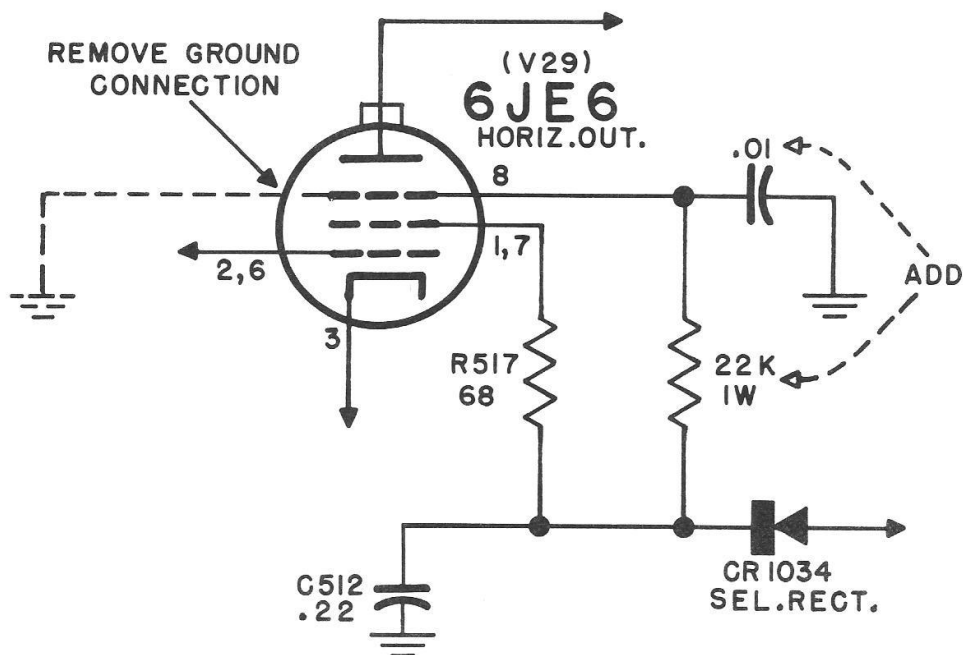 REMOVE GROUND
CONNECTION
(V29)
6JE6
HORIZ.OUT.
8
.01
1,7
2,6
ADD
3
R517
68
22K
1W
C512
.22
CR1034
SEL.RECT.